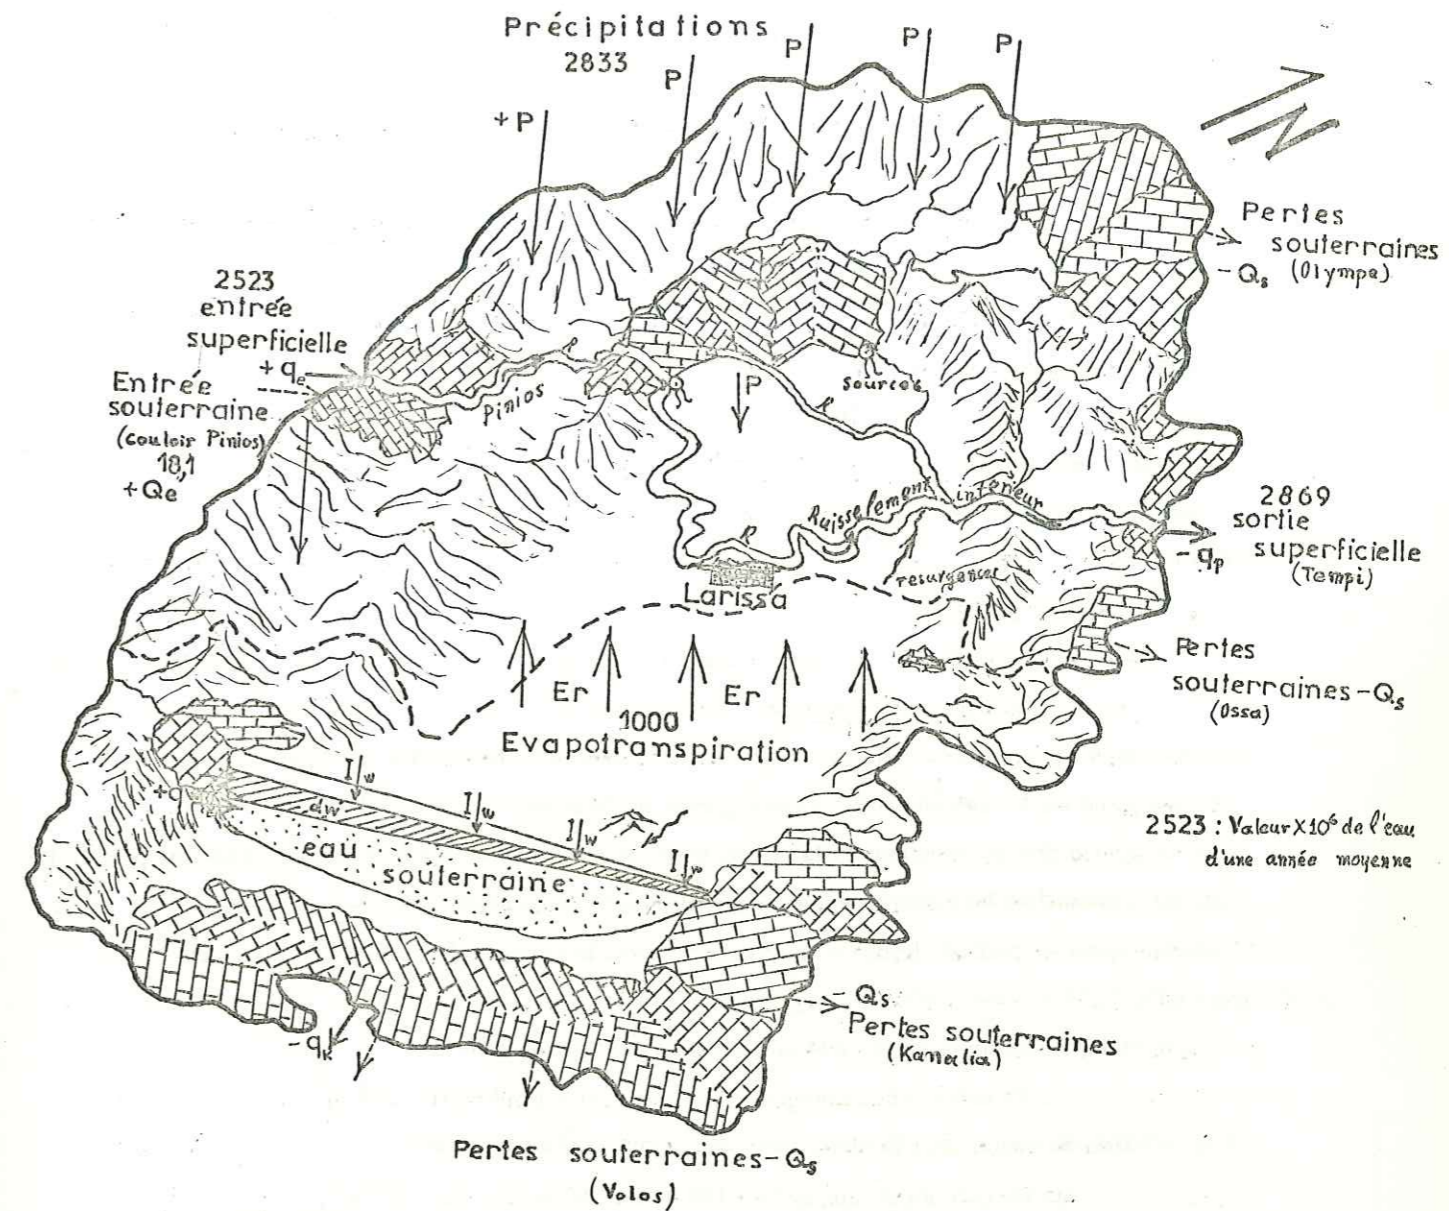 Précipitations
2833
P
P
P
P
+P
N
Pertes
souterraines
-Qs
(Olympe)
2523
entrée
superficielle
+qe
Entrée
souterraine
(couloir Pinios)
18,1
+Qe
R
Pinios
P
sources
R
Ruisselement intérieur
R
Larissa
resurgences
2869
sortie
superficielle
-qp
(Tempi)
Pertes
souterraines-Qs
(Ossa)
Er
Er
1000
Evapotranspiration
Iw
Iw
Iw
Iw
dw
eau
souterraine
2523 : Valeur X10⁶ de l'eau
d'une année moyenne
-Qs
Pertes souterraines
(Kanalia)
Pertes souterraines-Qs
(Volos)